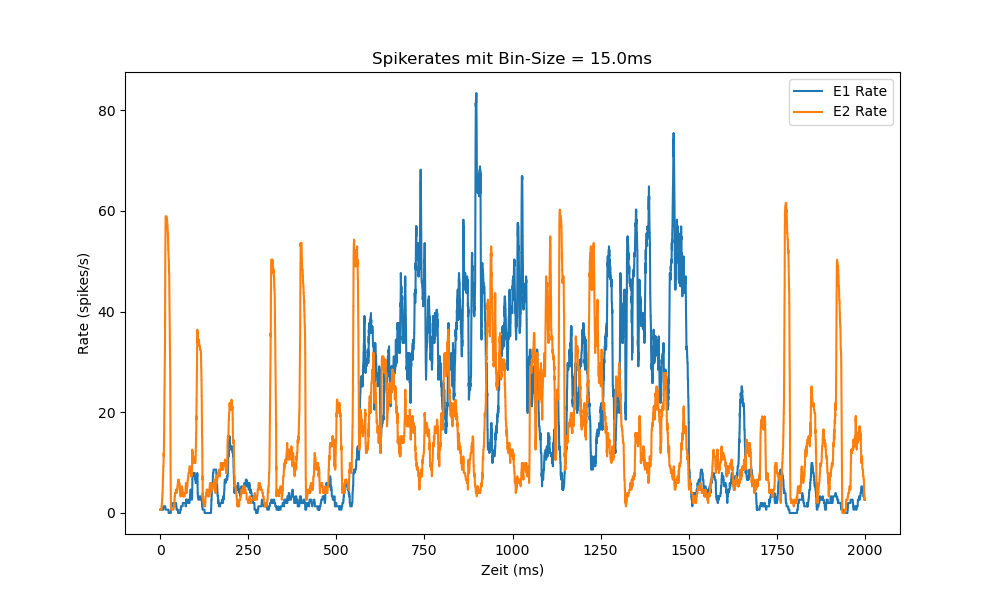 Spikerates mit Bin-Size = 15.0ms
E1 Rate
E2 Rate
80
60
40
20
0
Rate (spikes/s)
0 250 500 750 1000 1250 1500 1750 2000
Zeit (ms)